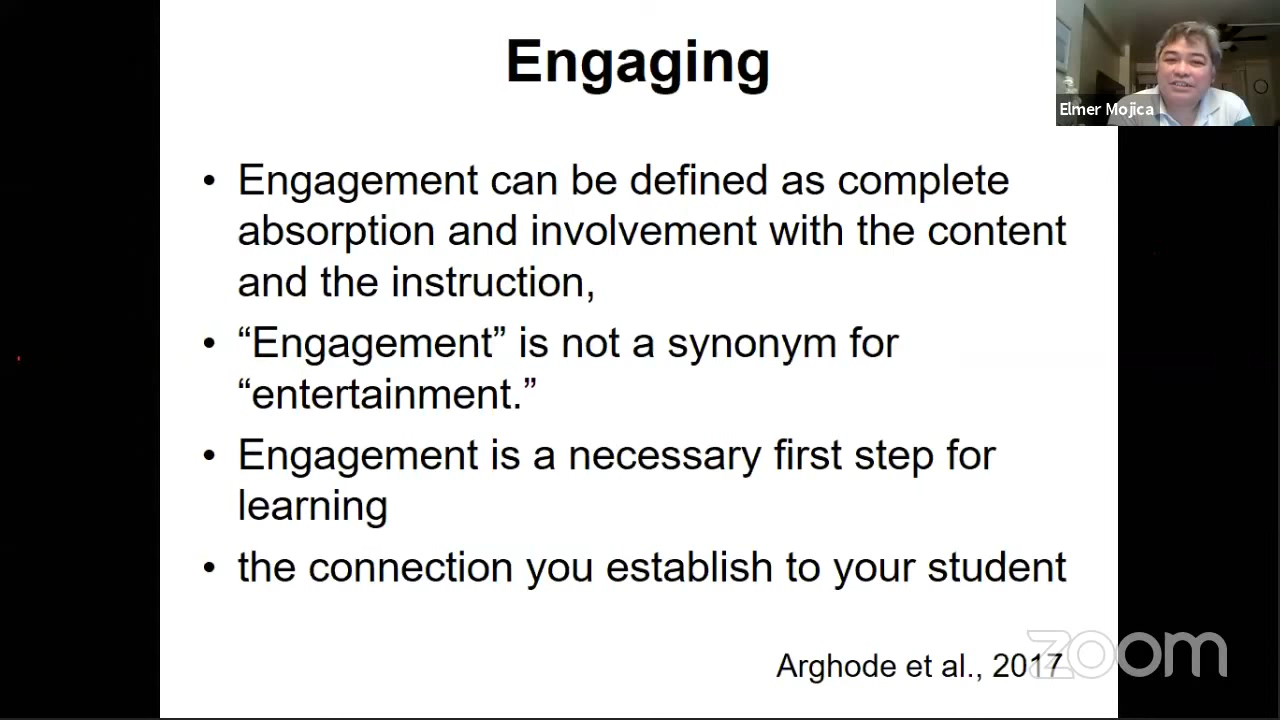 Engaging
Elmer Mojica
• Engagement can be defined as complete
absorption and involvement with the content
and the instruction,
• “Engagement” is not a synonym for
“entertainment.”
• Engagement is a necessary first step for
learning
• the connection you establish to your student
Arghode et al., 2017
zoom